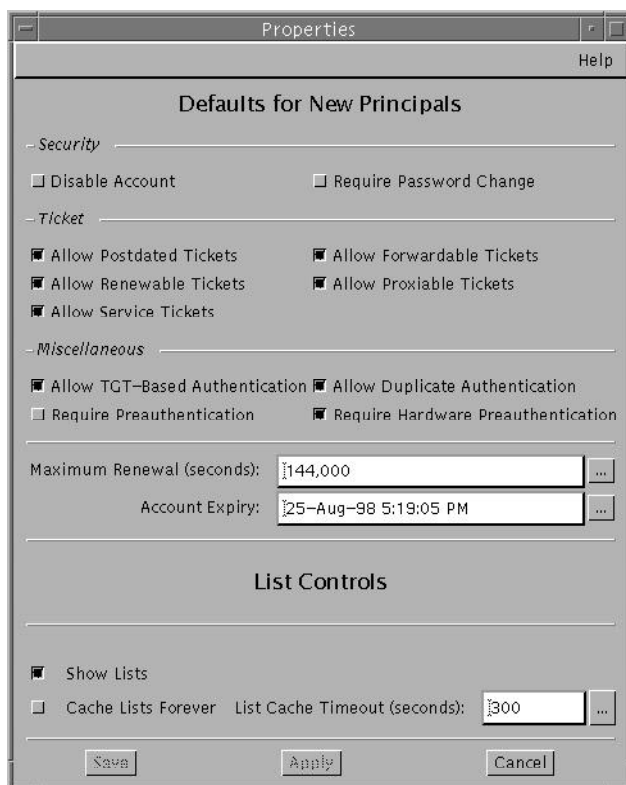 Properties
Help
Defaults for New Principals
Security
Disable Account Require Password Change
Ticket
Allow Postdated Tickets Allow Forwardable Tickets
Allow Renewable Tickets Allow Proxiable Tickets
Allow Service Tickets
Miscellaneous
Allow TGT-Based Authentication Allow Duplicate Authentication
Require Preauthentication Require Hardware Preauthentication
Maximum Renewal (seconds): 144,000 ...
Account Expiry: 25-Aug-98 5:19:05 PM ...
List Controls
Show Lists
Cache Lists Forever List Cache Timeout (seconds): 300 ...
Save Apply Cancel